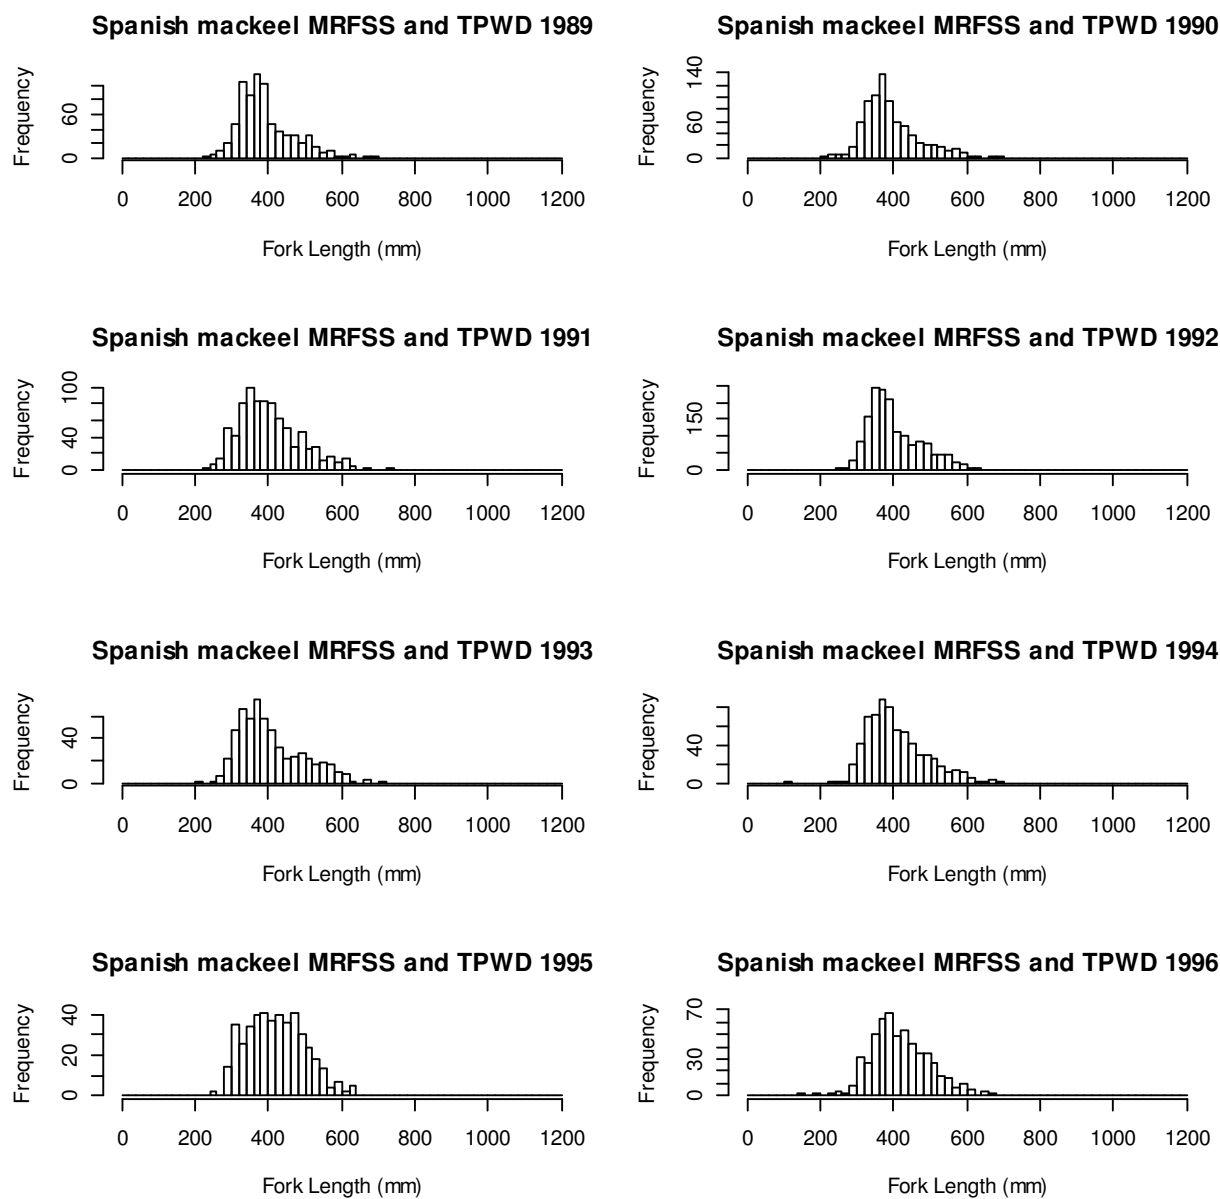 Spanish mackeel MRFSS and TPWD 1989
Frequency
0 60
0 200 400 600 800 1000 1200
Fork Length (mm)
Spanish mackeel MRFSS and TPWD 1990
Frequency
0 60 140
0 200 400 600 800 1000 1200
Fork Length (mm)
Spanish mackeel MRFSS and TPWD 1991
Frequency
0 40 100
0 200 400 600 800 1000 1200
Fork Length (mm)
Spanish mackeel MRFSS and TPWD 1992
Frequency
0 150
0 200 400 600 800 1000 1200
Fork Length (mm)
Spanish mackeel MRFSS and TPWD 1993
Frequency
0 40
0 200 400 600 800 1000 1200
Fork Length (mm)
Spanish mackeel MRFSS and TPWD 1994
Frequency
0 40
0 200 400 600 800 1000 1200
Fork Length (mm)
Spanish mackeel MRFSS and TPWD 1995
Frequency
0 20 40
0 200 400 600 800 1000 1200
Fork Length (mm)
Spanish mackeel MRFSS and TPWD 1996
Frequency
0 30 70
0 200 400 600 800 1000 1200
Fork Length (mm)